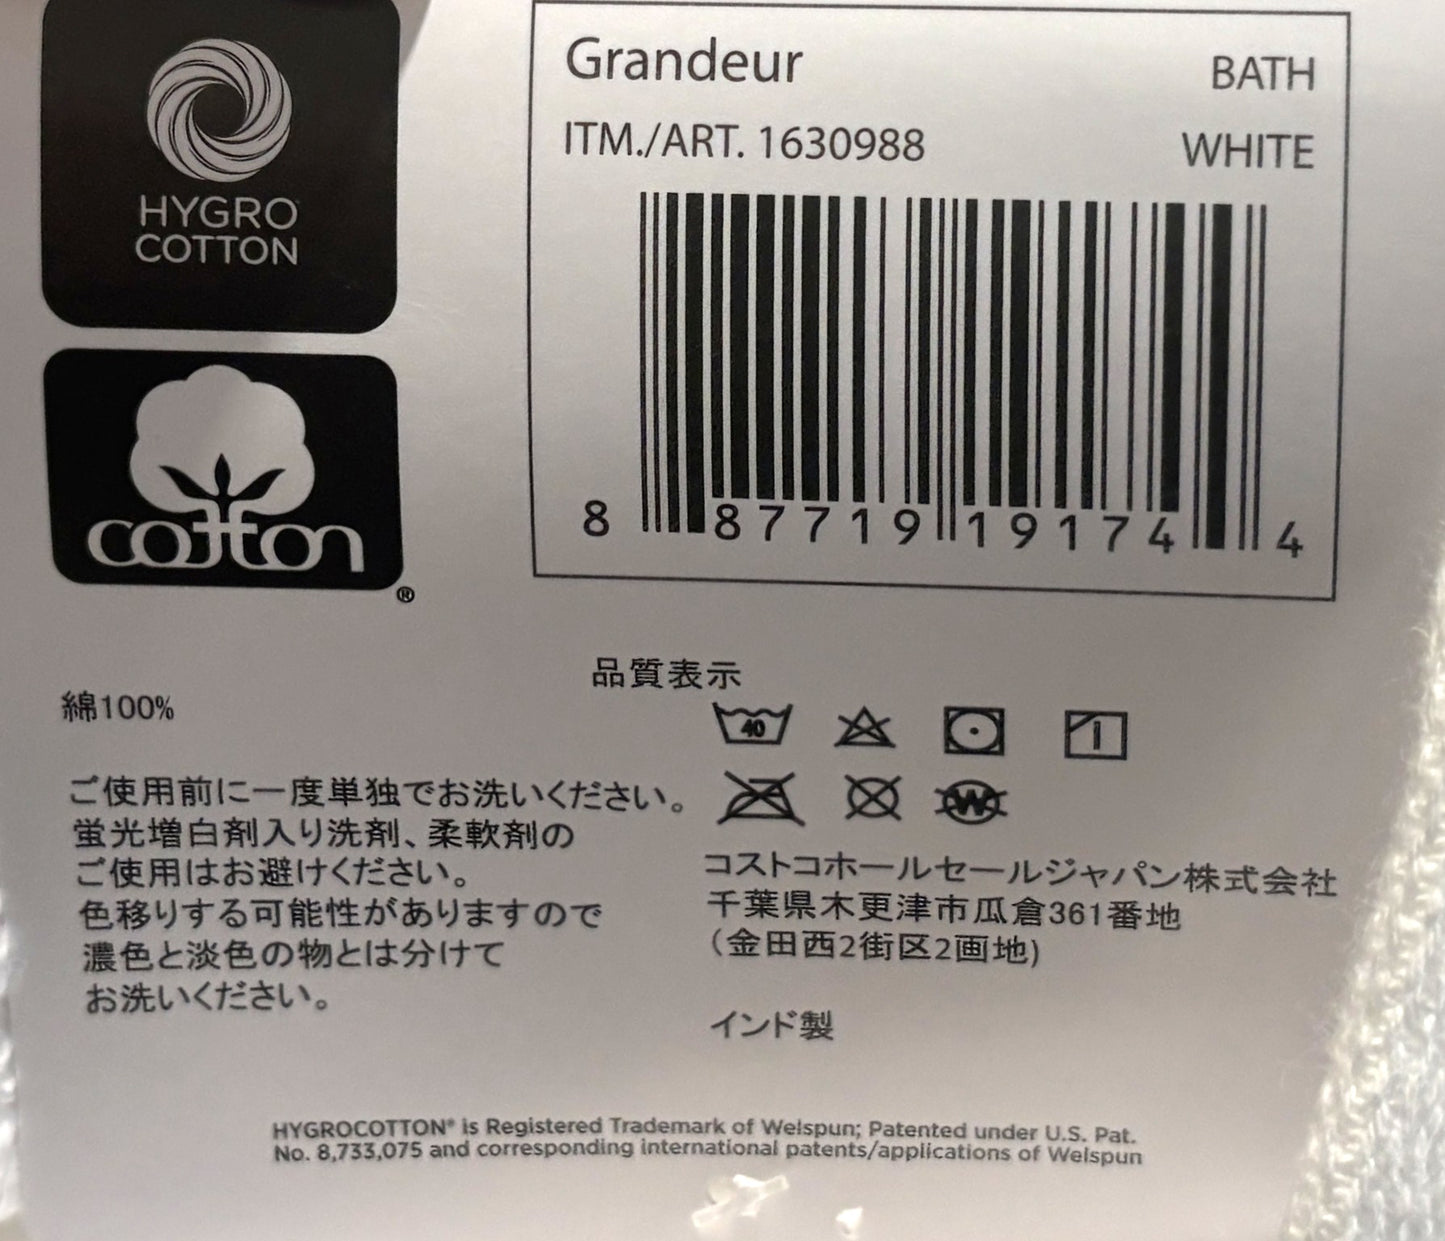 HYGRO
COTTON
cotton
®
Grandeur
BATH
ITM./ART. 1630988
WHITE
8 87719 19174 4
品質表示
綿100%
40
W
ご使用前に一度単独でお洗いください。
蛍光増白剤入り洗剤、柔軟剤の
ご使用はお避けください。
色移りする可能性がありますので
濃色と淡色の物とは分けて
お洗いください。
コストコホールセールジャパン株式会社
千葉県木更津市瓜倉361番地
(金田西2街区2画地)
インド製
HYGROCOTTON® is Registered Trademark of Welspun; Patented under U.S. Pat.
No. 8,733,075 and corresponding international patents/applications of Welspun